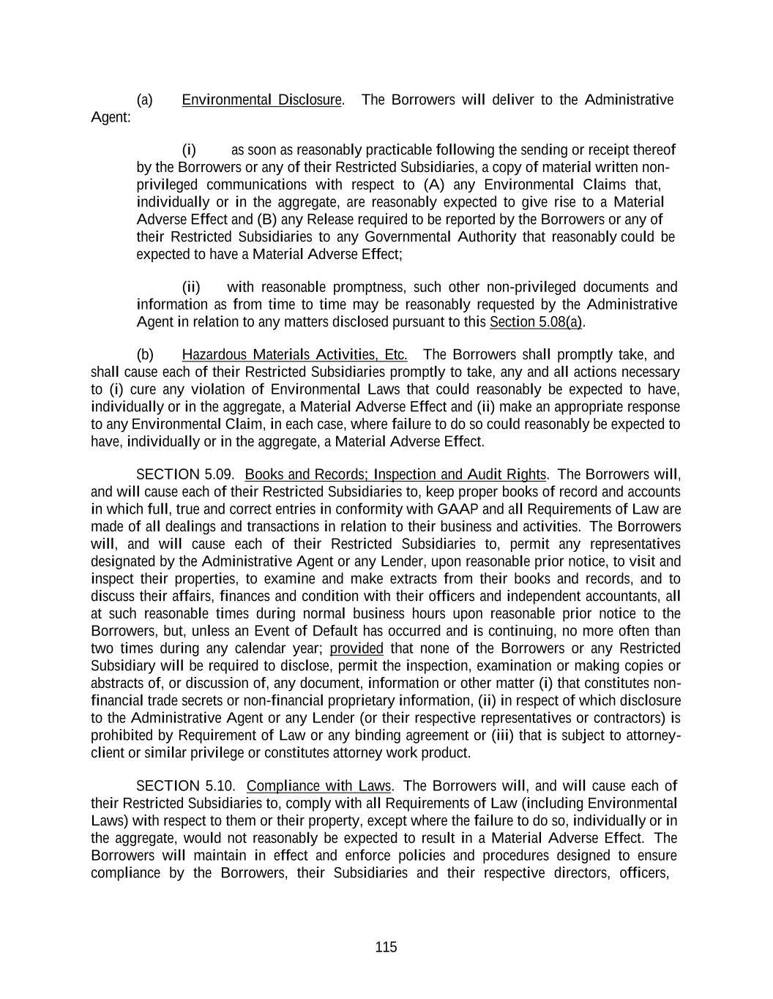 (a) Environmental Disclosure. The Borrowers will deliver to the Administrative
Agent:
(i) as soon as reasonably practicable following the sending or receipt thereof
by the Borrowers or any of their Restricted Subsidiaries, a copy of material written non-
privileged communications with respect to (A) any Environmental Claims that,
individually or in the aggregate, are reasonably expected to give rise to a Material
Adverse Effect and (B) any Release required to be reported by the Borrowers or any of
their Restricted Subsidiaries to any Governmental Authority that reasonably could be
expected to have a Material Adverse Effect;
(ii) with reasonable promptness, such other non-privileged documents and
information as from time to time may be reasonably requested by the Administrative
Agent in relation to any matters disclosed pursuant to this Section 5.08(a).
(b) Hazardous Materials Activities, Etc. The Borrowers shall promptly take, and
shall cause each of their Restricted Subsidiaries promptly to take, any and all actions necessary
to (i) cure any violation of Environmental Laws that could reasonably be expected to have,
individually or in the aggregate, a Material Adverse Effect and (ii) make an appropriate response
to any Environmental Claim, in each case, where failure to do so could reasonably be expected to
have, individually or in the aggregate, a Material Adverse Effect.
SECTION 5.09. Books and Records; Inspection and Audit Rights. The Borrowers will,
and will cause each of their Restricted Subsidiaries to, keep proper books of record and accounts
in which full, true and correct entries in conformity with GAAP and all Requirements of Law are
made of all dealings and transactions in relation to their business and activities. The Borrowers
will, and will cause each of their Restricted Subsidiaries to, permit any representatives
designated by the Administrative Agent or any Lender, upon reasonable prior notice, to visit and
inspect their properties, to examine and make extracts from their books and records, and to
discuss their affairs, finances and condition with their officers and independent accountants, all
at such reasonable times during normal business hours upon reasonable prior notice to the
Borrowers, but, unless an Event of Default has occurred and is continuing, no more often than
two times during any calendar year; provided that none of the Borrowers or any Restricted
Subsidiary will be required to disclose, permit the inspection, examination or making copies or
abstracts of, or discussion of, any document, information or other matter (i) that constitutes non-
financial trade secrets or non-financial proprietary information, (ii) in respect of which disclosure
to the Administrative Agent or any Lender (or their respective representatives or contractors) is
prohibited by Requirement of Law or any binding agreement or (iii) that is subject to attorney-
client or similar privilege or constitutes attorney work product.
SECTION 5.10. Compliance with Laws. The Borrowers will, and will cause each of
their Restricted Subsidiaries to, comply with all Requirements of Law (including Environmental
Laws) with respect to them or their property, except where the failure to do so, individually or in
the aggregate, would not reasonably be expected to result in a Material Adverse Effect. The
Borrowers will maintain in effect and enforce policies and procedures designed to ensure
compliance by the Borrowers, their Subsidiaries and their respective directors, officers,
115